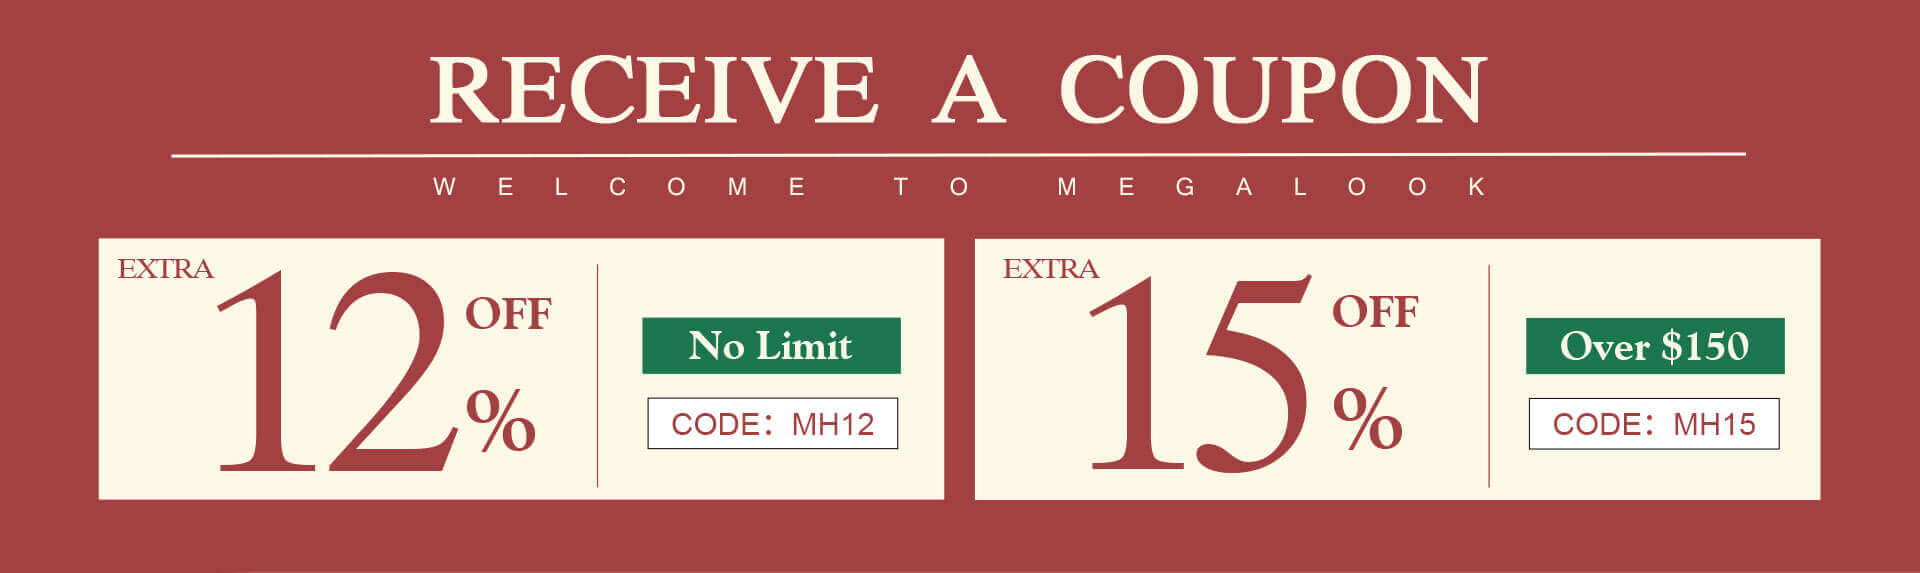 RECEIVE A COUPON
WELCOME TO MEGALOOK
EXTRA
12 OFF
%
No Limit
CODE： MH12
EXTRA
15 OFF
%
Over $150
CODE： MH15